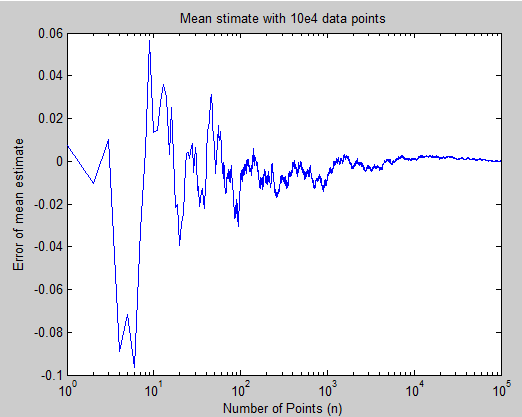 Mean stimate with 10e4 data points
0.06
0.04
0.02
0
-0.02
-0.04
-0.06
-0.08
-0.1
Error of mean estimate
10^0 10^1 10^2 10^3 10^4 10^5
Number of Points (n)